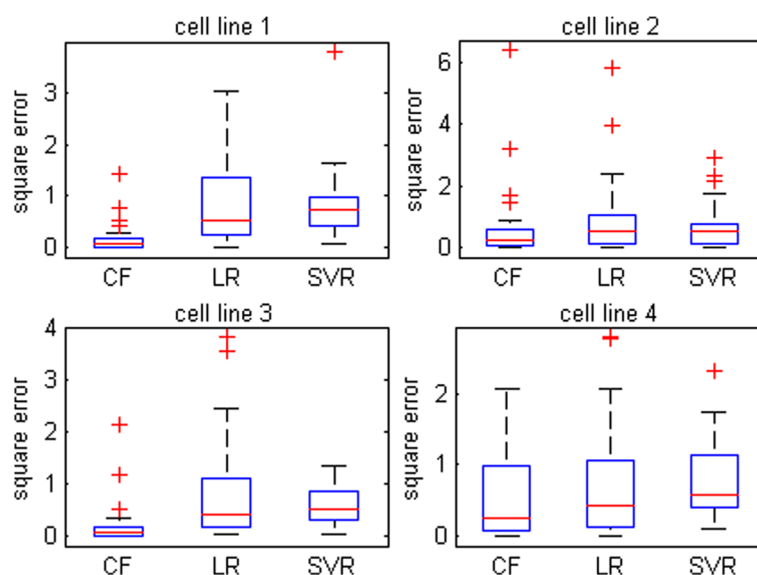 cell line 1
square error
3
2
1
0
CF LR SVR
cell line 2
square error
6
4
2
0
CF LR SVR
cell line 3
square error
4
3
2
1
0
CF LR SVR
cell line 4
square error
2
1
0
CF LR SVR